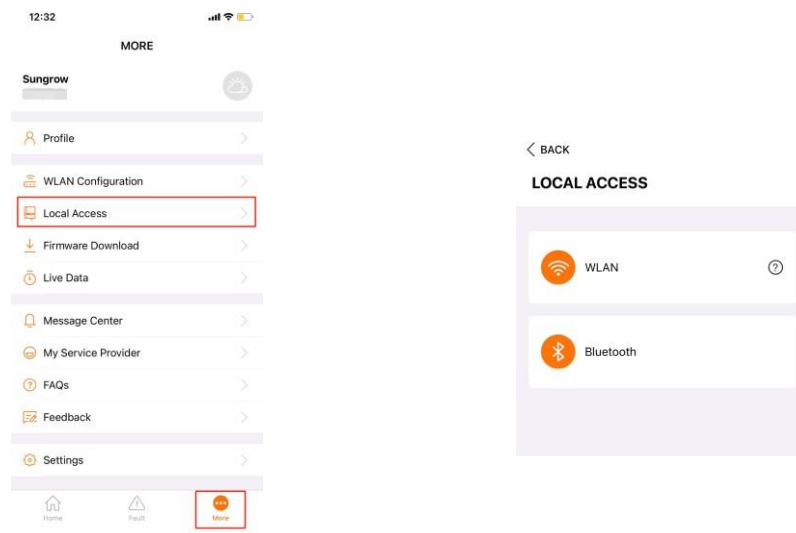 12:32
MORE
Sungrow
Profile
WLAN Configuration
Local Access
Firmware Download
Live Data
Message Center
My Service Provider
FAQs
Feedback
Settings
Home
Fault
More
BACK
LOCAL ACCESS
WLAN
Bluetooth